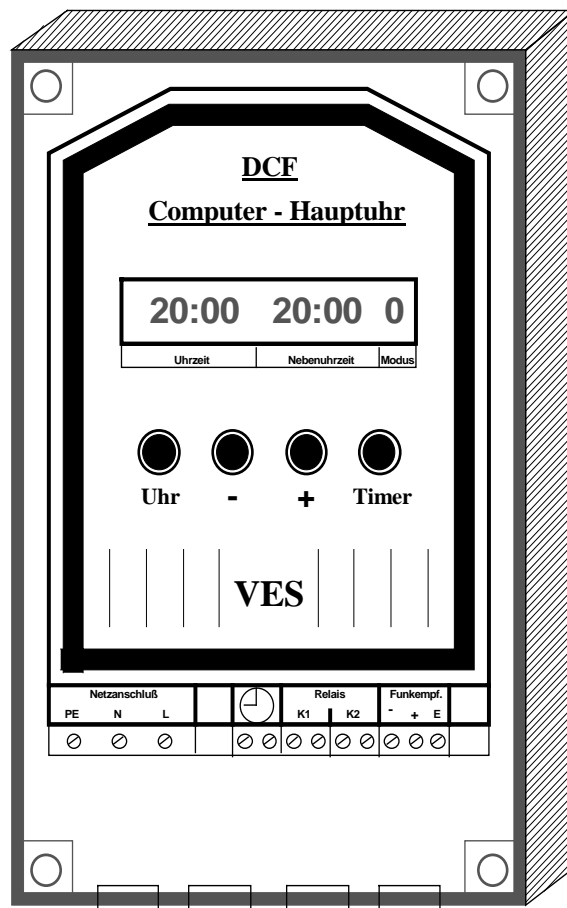 DCF
Computer - Hauptuhr
20:00 20:00 0
Uhrzeit Nebenuhrzeit Modus
Uhr - + Timer
VES
Netzanschluß Relais Funkempf.
PE N L K1 K2 - + E